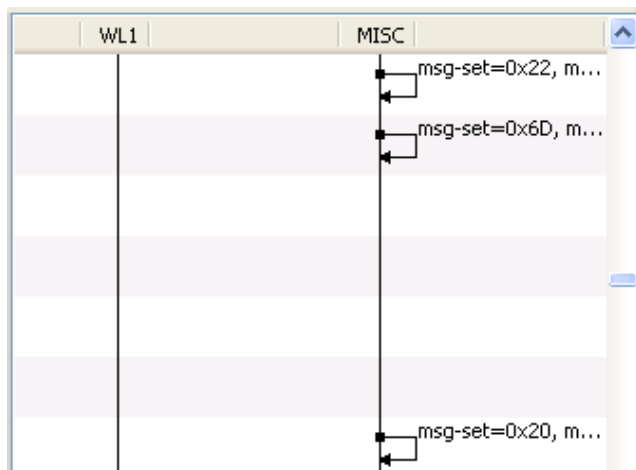 WL1 MISC
msg-set=0x22, m...
msg-set=0x6D, m...
msg-set=0x20, m...